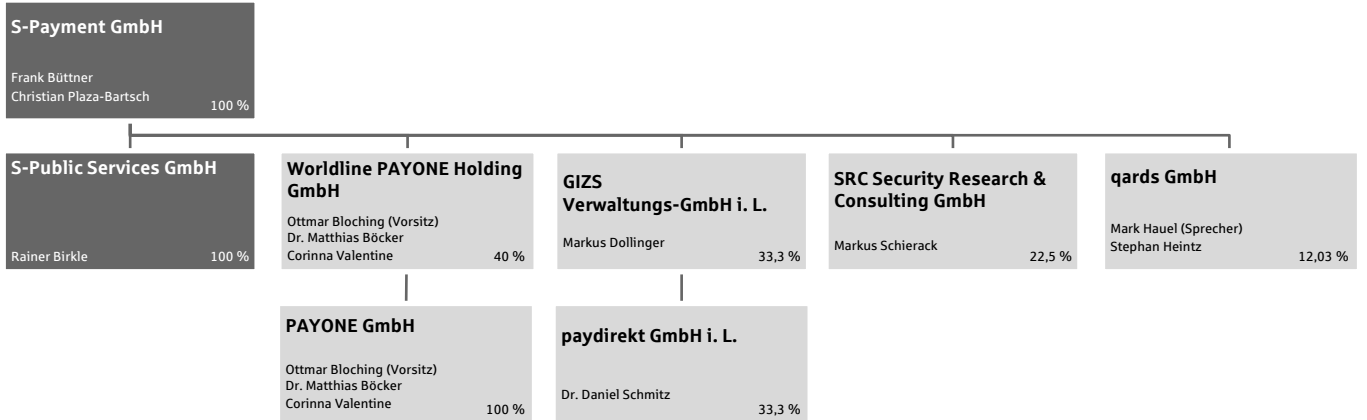 S-Payment GmbH
Frank Büttner
Christian Plaza-Bartsch
100 %
S-Public Services GmbH
Rainer Birkle
100 %
Worldline PAYONE Holding
GmbH
Ottmar Bloching (Vorsitz)
Dr. Matthias Böcker
Corinna Valentine
40 %
GIZS
Verwaltungs-GmbH i. L.
Markus Dollinger
33,3 %
SRC Security Research &
Consulting GmbH
Markus Schierack
22,5 %
qards GmbH
Mark Hauel (Sprecher)
Stephan Heintz
12,03 %
PAYONE GmbH
Ottmar Bloching (Vorsitz)
Dr. Matthias Böcker
Corinna Valentine
100 %
paydirekt GmbH i. L.
Dr. Daniel Schmitz
33,3 %